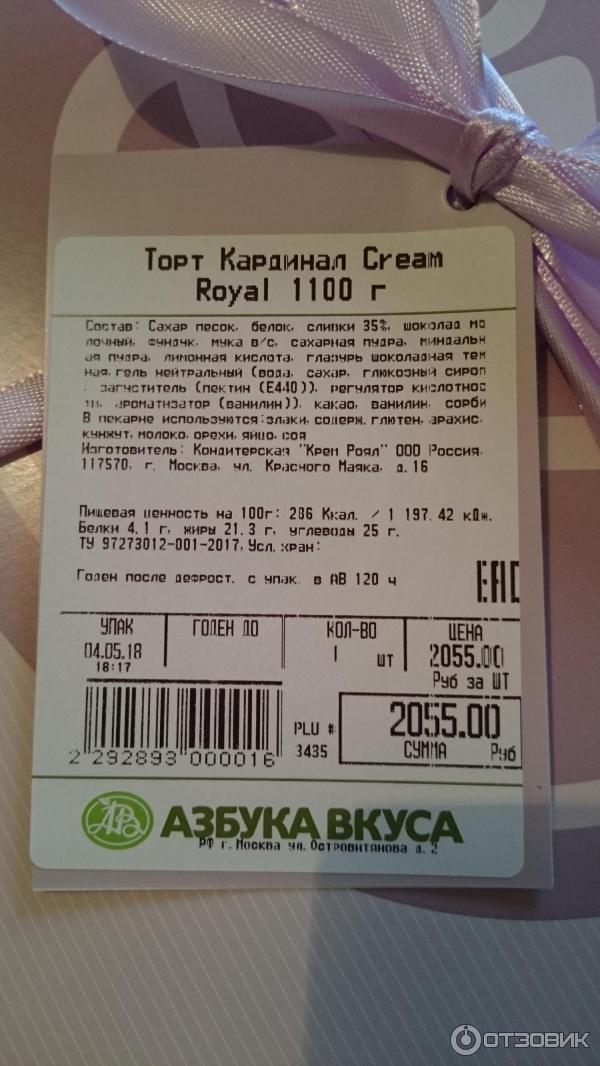 Торт Кардинал Cream
Royal 1100 г
Состав: Сахар песок, белок, сливки 35%, шоколад мо
лочный, фундук, мука в/с, сахарная пудра, миндальн
ая пудра, лимонная кислота, глазурь шоколадная тем
ная, гель нейтральный (вода, сахар, глюкозный сироп
, загуститель (пектин (Е440)), регулятор кислотнос
ти, ароматизатор (ванилин)), какао, ванилин, сорби
В пекарне используются:злаки, содерж. глютен, арахис,
кунжут, молоко, орехи, яйцо, соя
Изготовитель: Кондитерская "Крем Роял" ООО Россия,
117570, г. Москва, ул. Красного Маяка, д.16
Пищевая ценность на 100г: 286 Ккал. / 1 197.42 кДж.
Белки 4.1 г, жиры 21.3 г, углеводы 25 г.
ТУ 97273012-001-2017, Усл.хран:
Годен после дефрост. с упак. в АВ 120 ч
ЕАС
УПАК ГОДЕН ДО КОЛ-ВО ЦЕНА
04.05.18 1 шт 2055.00
18:17 Руб за ШТ
PLU # 2055.00
3435 СУММА Руб
2 292893 000016
АВ АЗБУКА ВКУСА
РФ г. Москва ул. Островитянова д. 2
ОТЗОВИК